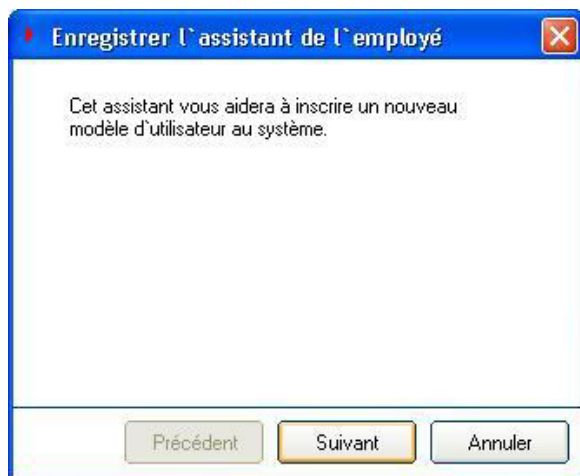 Enregistrer l`assistant de l`employé
Cet assistant vous aidera à inscrire un nouveau
modèle d`utilisateur au système.
Précédent Suivant Annuler